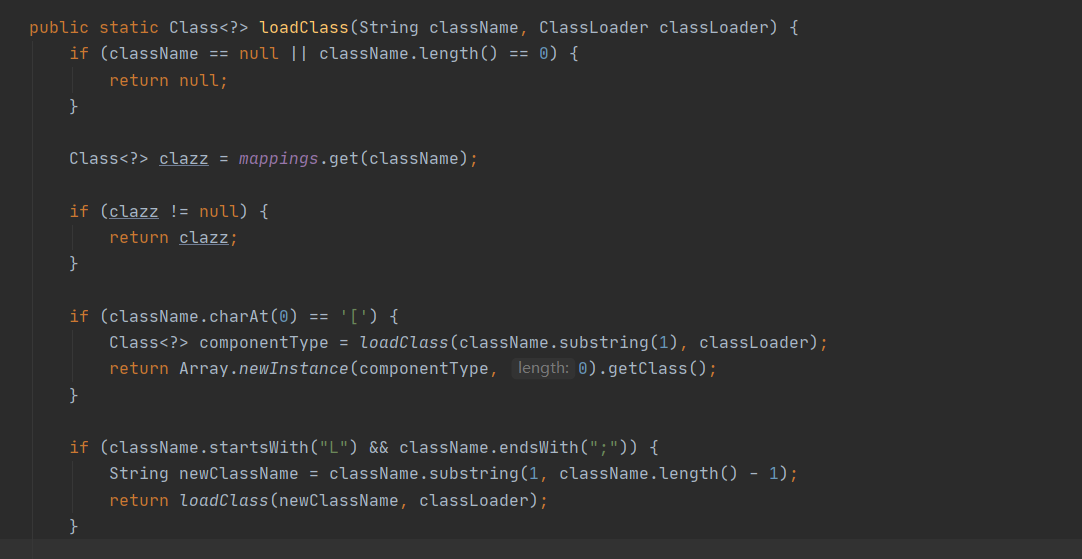 public static Class<?> loadClass(String className, ClassLoader classLoader) {
if (className == null || className.length() == 0) {
return null;
}
Class<?> clazz = mappings.get(className);
if (clazz != null) {
return clazz;
}
if (className.charAt(0) == '[') {
Class<?> componentType = loadClass(className.substring(1), classLoader);
return Array.newInstance(componentType, length: 0).getClass();
}
if (className.startsWith("L") && className.endsWith(";")) {
String newClassName = className.substring(1, className.length() - 1);
return loadClass(newClassName, classLoader);
}